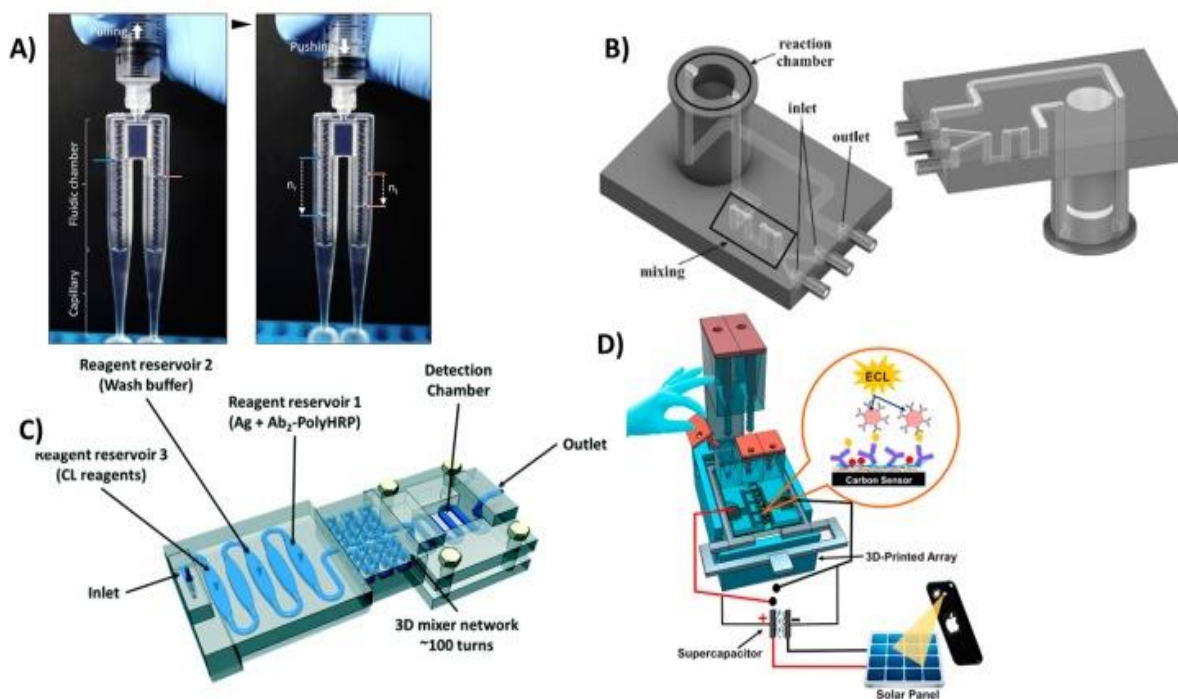 A)
Pulling
Pushing
Fluidic chamber
Capillary
B)
reaction
chamber
inlet
outlet
mixing
C)
Reagent reservoir 2
(Wash buffer)
Reagent reservoir 1
(Ag + Ab₂-PolyHRP)
Detection
Chamber
Outlet
Reagent reservoir 3
(CL reagents)
Inlet
3D mixer network
~100 turns
D)
ECL
Carbon Sensor
3D-Printed Array
+
−
Supercapacitor
Solar Panel